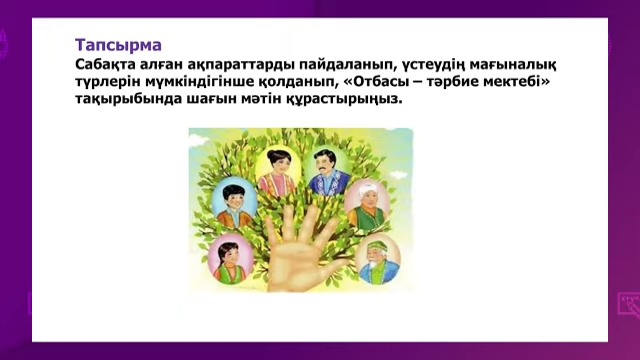 Тапсырма
Сабақта алған ақпараттарды пайдаланып, үстеудің мағыналық
түрлерін мүмкіндігінше қолданып, «Отбасы – тәрбие мектебі»
тақырыбында шағын мәтін құрастырыңыз.